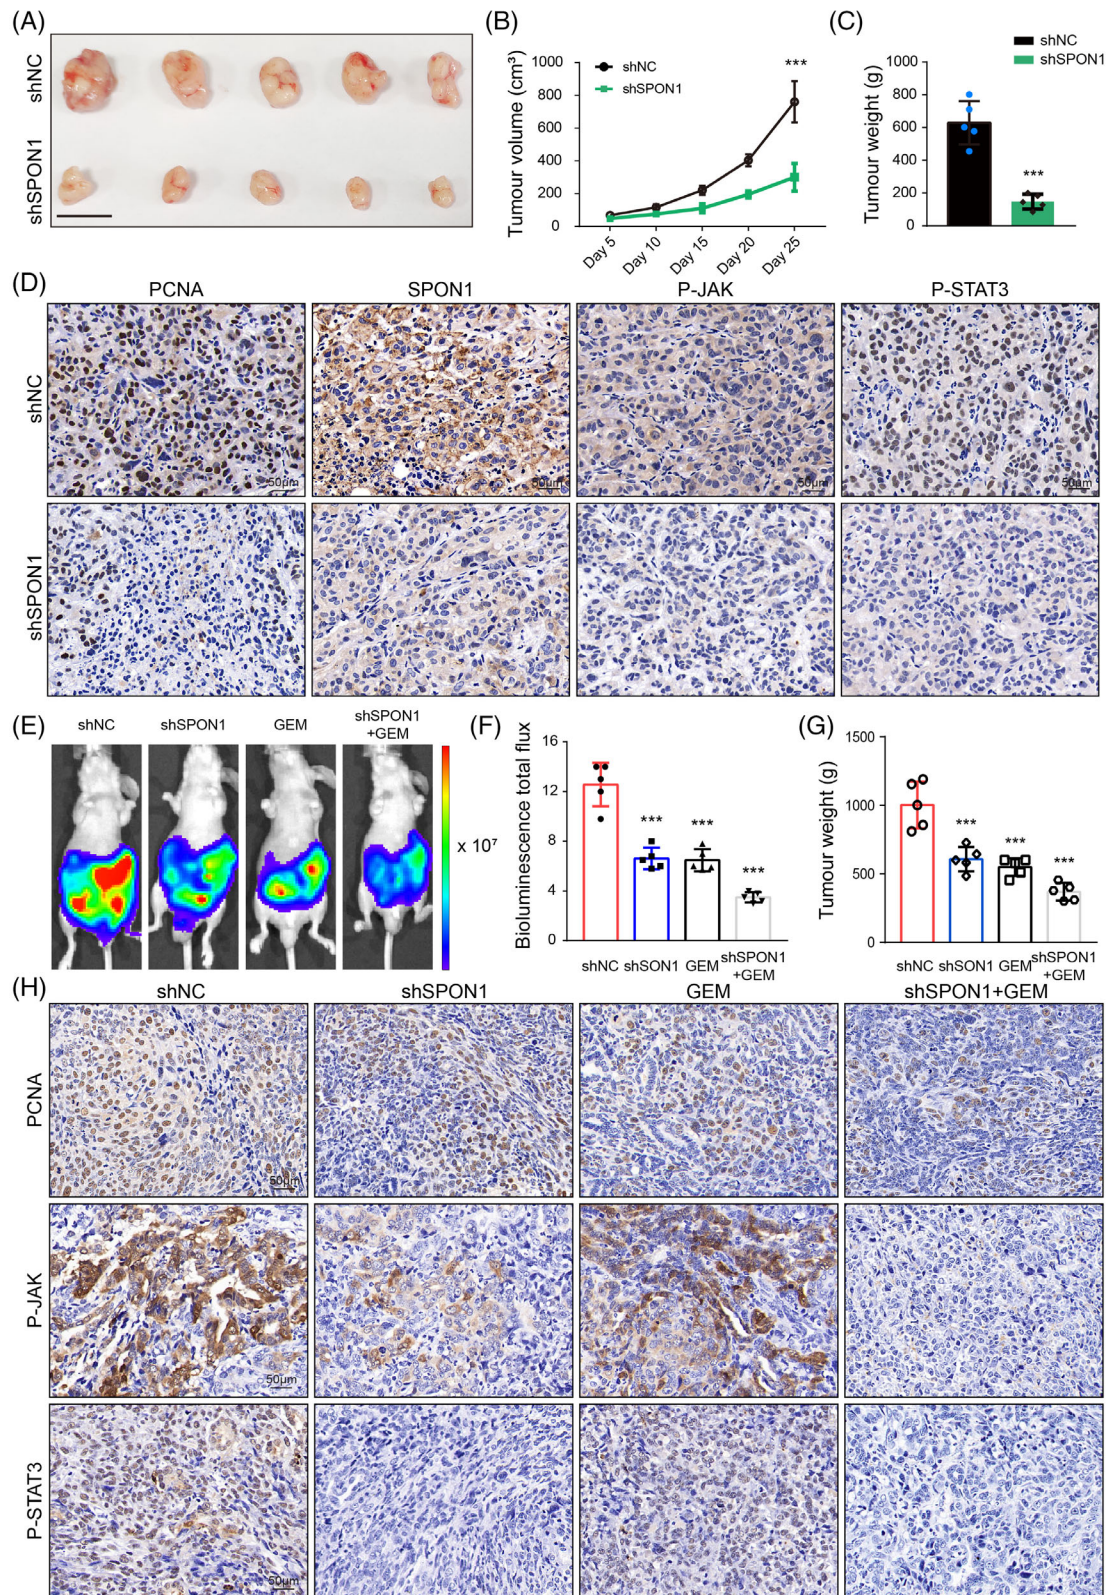 (A)
shNC
shSPON1
(B)
Tumour volume (cm³)
1000
800
600
400
200
0
shNC
shSPON1
***
Day 5
Day 10
Day 15
Day 20
Day 25
(C)
shNC
shSPON1
Tumour weight (g)
1000
800
600
400
200
0
***
(D)
PCNA
SPON1
P-JAK
P-STAT3
shNC
50μm
50μm
50μm
50μm
shSPON1
(E)
shNC
shSPON1
GEM
shSPON1
+GEM
x 10⁷
(F)
Bioluminescence total flux
16
12
8
4
0
***
***
***
shNC
shSON1
GEM
shSPON1
+GEM
(G)
Tumour weight (g)
1500
1000
500
0
***
***
***
shNC
shSON1
GEM
shSPON1
+GEM
(H)
shNC
shSPON1
GEM
shSPON1+GEM
PCNA
50μm
P-JAK
50μm
P-STAT3
50μm